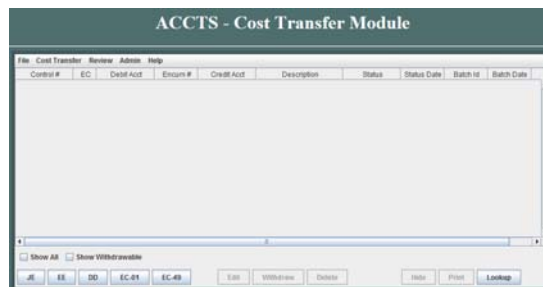 ACCTS - Cost Transfer Module
File Cost Transfer Review Admin Help
Control # EC Debit Acct Encum # Credit Acct Description Status Status Date Batch Id Batch Date
Show All Show Withdrawable
JE EE DD EC-01 EC-49 Edit Withdraw Delete Hide Print Lookup